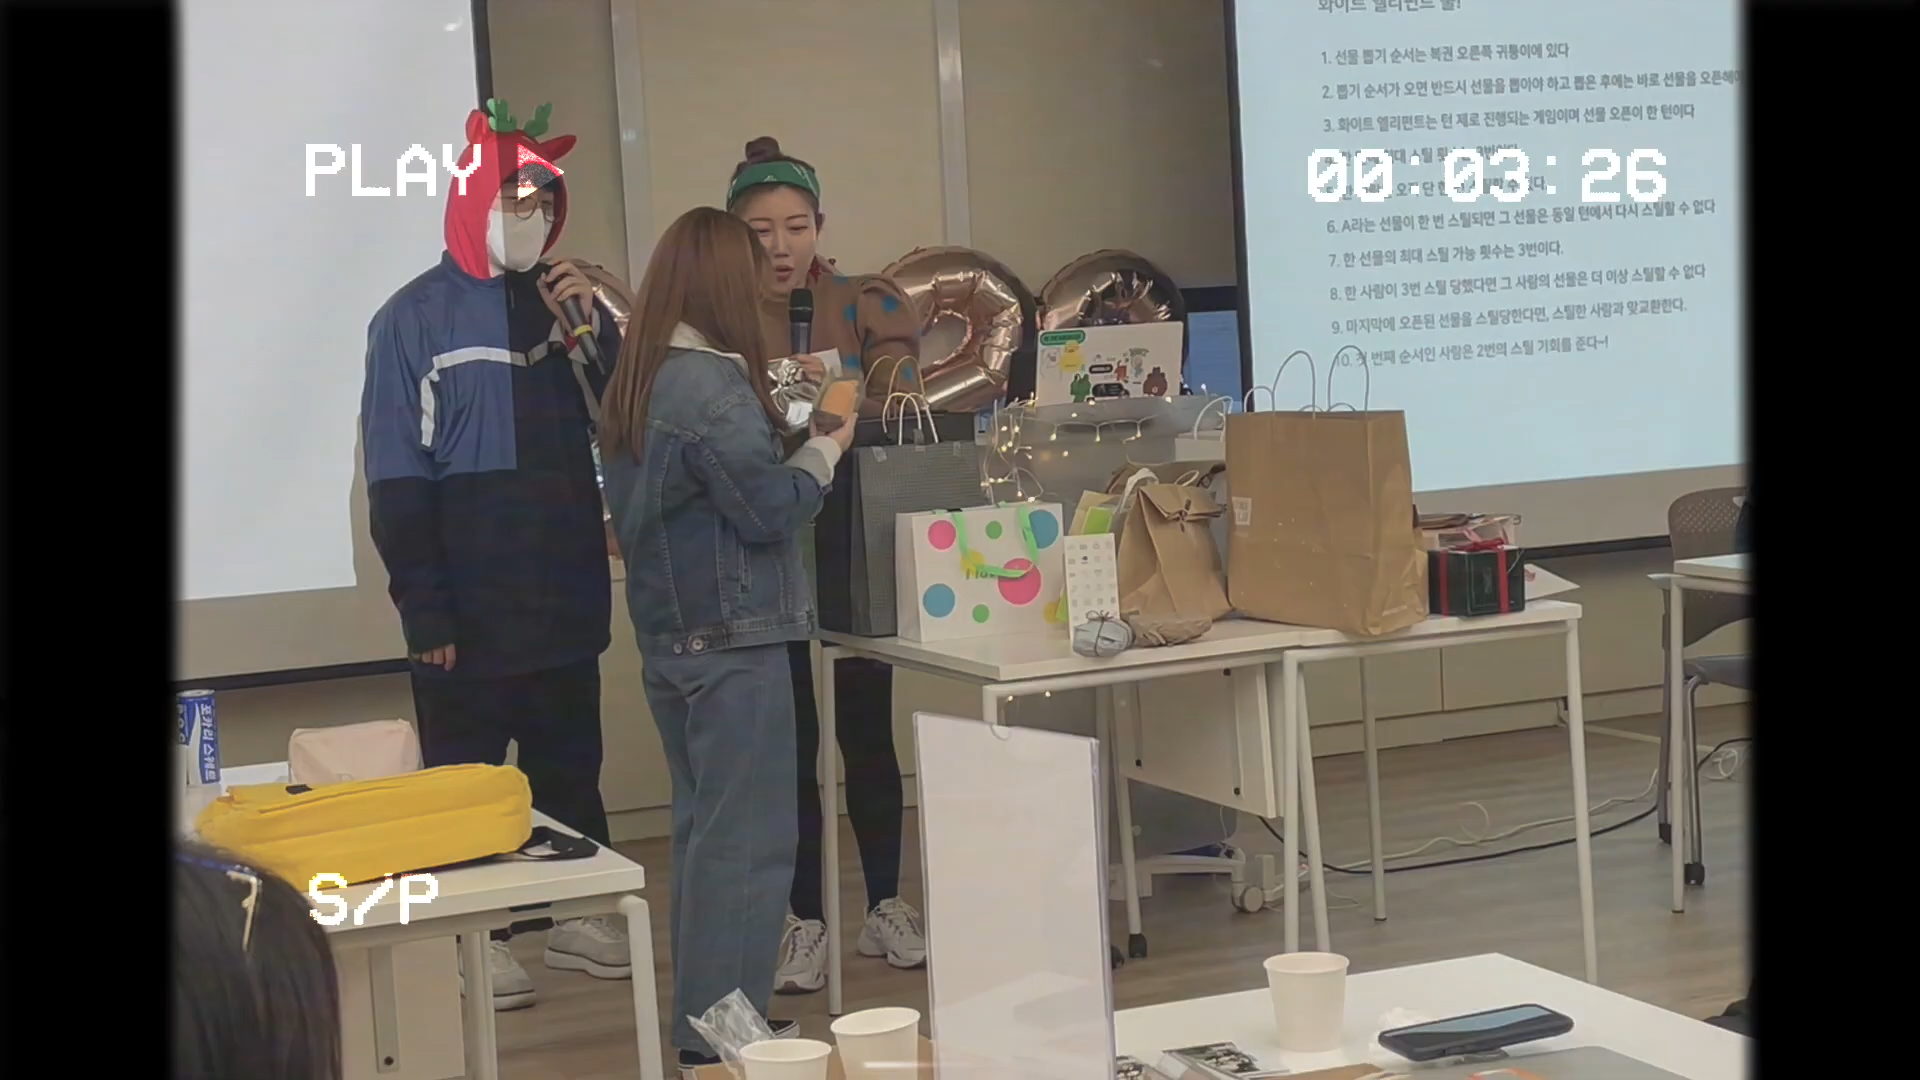 화이트 엘리펀트 룰!
1. 선물 뽑기 순서는 복권 오른쪽 귀퉁이에 있다
2. 뽑기 순서가 오면 반드시 선물을 뽑아야 하고 뽑은 후에는 바로 선물을 오픈해야
3. 화이트 엘리펀트는 턴 제로 진행되는 게임이며 선물 오픈이 한 턴이다
PLAY
00:03:26
6. A라는 선물이 한 번 스틸되면 그 선물은 동일 턴에서 다시 스틸할 수 없다
7. 한 선물의 최대 스틸 가능 횟수는 3번이다.
8. 한 사람이 3번 스틸 당했다면 그 사람의 선물은 더 이상 스틸할 수 없다
9. 마지막에 오픈된 선물을 스틸당한다면, 스틸한 사람과 맞교환한다.
10. 첫 번째 순서인 사람은 2번의 스틸 기회를 준다~!
포카리스웨트
S/P